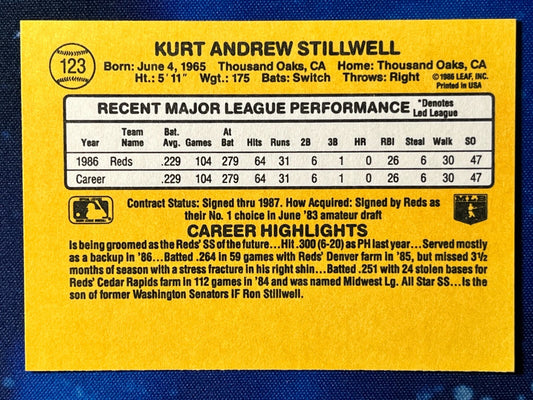 123
KURT ANDREW STILLWELL
Born: June 4, 1965 Thousand Oaks, CA Home: Thousand Oaks, CA
Ht.: 5' 11" Wgt.: 175 Bats: Switch Throws: Right
©1986 LEAF, INC.
Printed in USA
RECENT MAJOR LEAGUE PERFORMANCE *Denotes Led League
Year Team Name Bat. Avg. Games At Bat Hits Runs 2B 3B HR RBI Steal Walk SO
1986 Reds .229 104 279 64 31 6 1 0 26 6 30 47
Career .229 104 279 64 31 6 1 0 26 6 30 47
Contract Status: Signed thru 1987. How Acquired: Signed by Reds as
their No. 1 choice in June '83 amateur draft
CAREER HIGHLIGHTS
Is being groomed as the Reds' SS of the future...Hit .300 (6-20) as PH last year...Served mostly
as a backup in '86...Batted .264 in 59 games with Reds' Denver farm in '85, but missed 3½
months of season with a stress fracture in his right shin...Batted .251 with 24 stolen bases for
Reds' Cedar Rapids farm in 112 games in '84 and was named Midwest Lg. All Star SS...Is the
son of former Washington Senators IF Ron Stillwell.